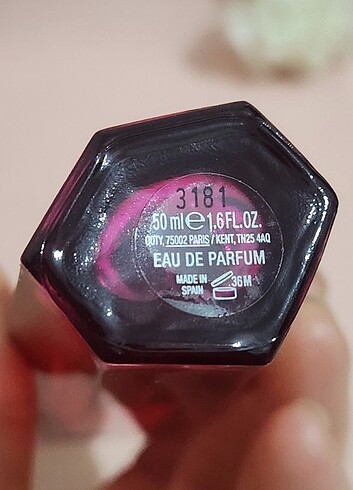 3181
50 ml ℮ 1,6 FL.OZ.
COTY, 75002 PARIS / KENT, TN25 4AQ
EAU DE PARFUM
MADE IN
SPAIN
36M